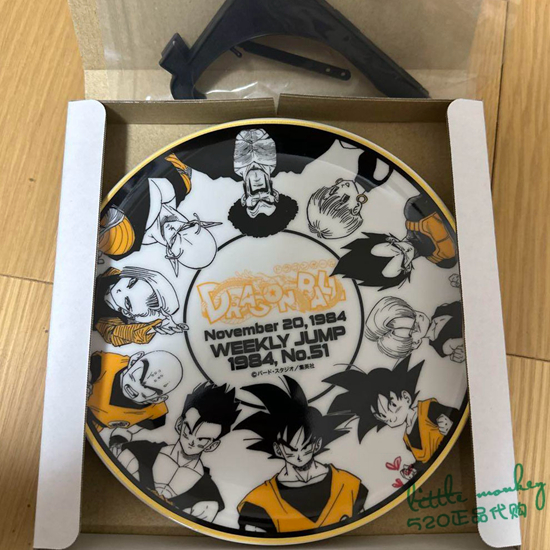 DRAGON BALL
November 20, 1984
WEEKLY JUMP
1984, No.51
©バード・スタジオ/集英社
little monkey
520正品代购